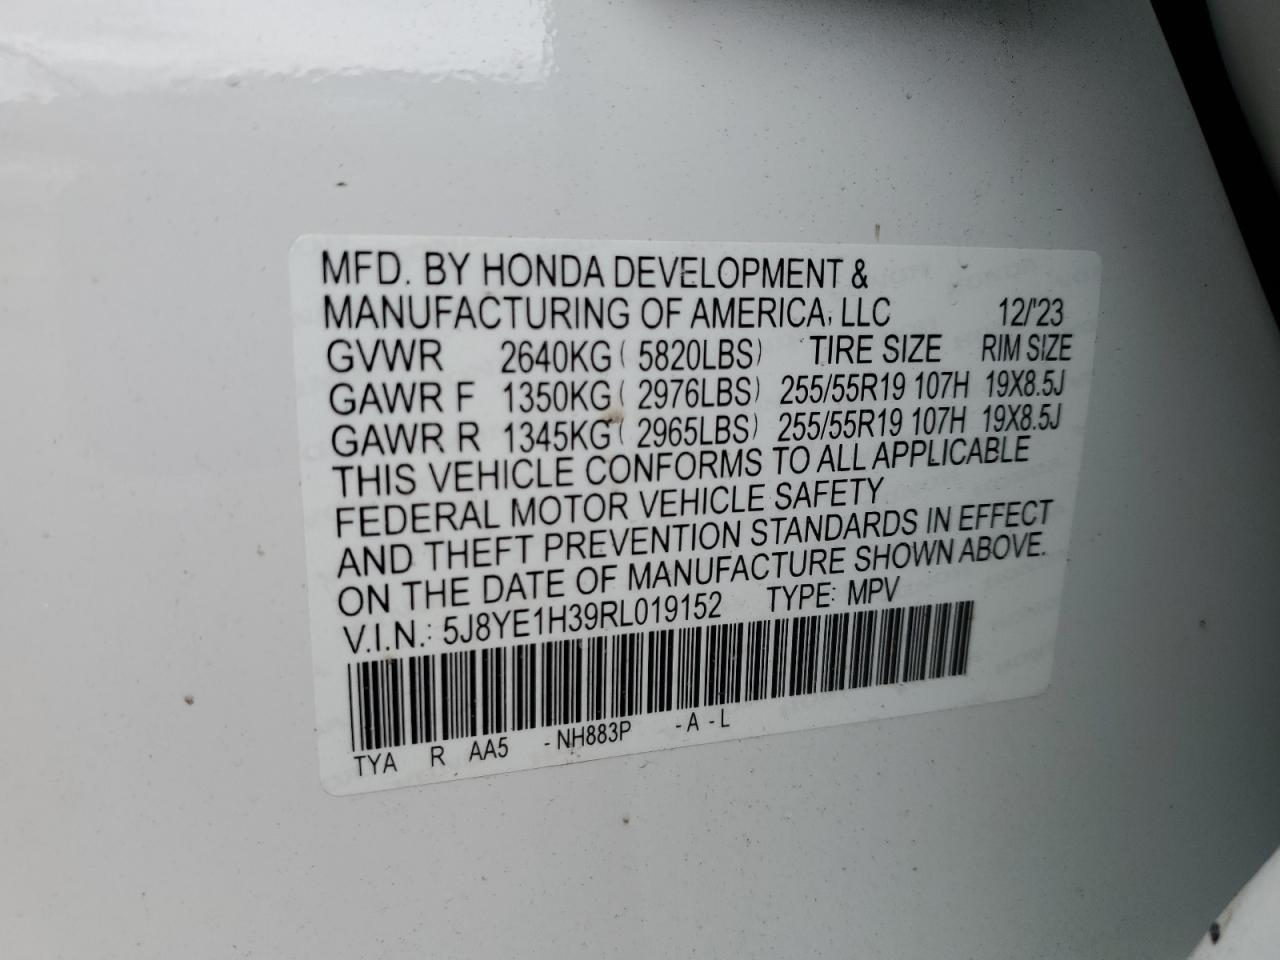 MFD. BY HONDA DEVELOPMENT &
MANUFACTURING OF AMERICA, LLC 12/'23
GVWR 2640KG ( 5820LBS) TIRE SIZE RIM SIZE
GAWR F 1350KG ( 2976LBS) 255/55R19 107H 19X8.5J
GAWR R 1345KG ( 2965LBS) 255/55R19 107H 19X8.5J
THIS VEHICLE CONFORMS TO ALL APPLICABLE
FEDERAL MOTOR VEHICLE SAFETY
AND THEFT PREVENTION STANDARDS IN EFFECT
ON THE DATE OF MANUFACTURE SHOWN ABOVE.
V.I.N.: 5J8YE1H39RL019152 TYPE: MPV
TYA R AA5 -NH883P -A -L